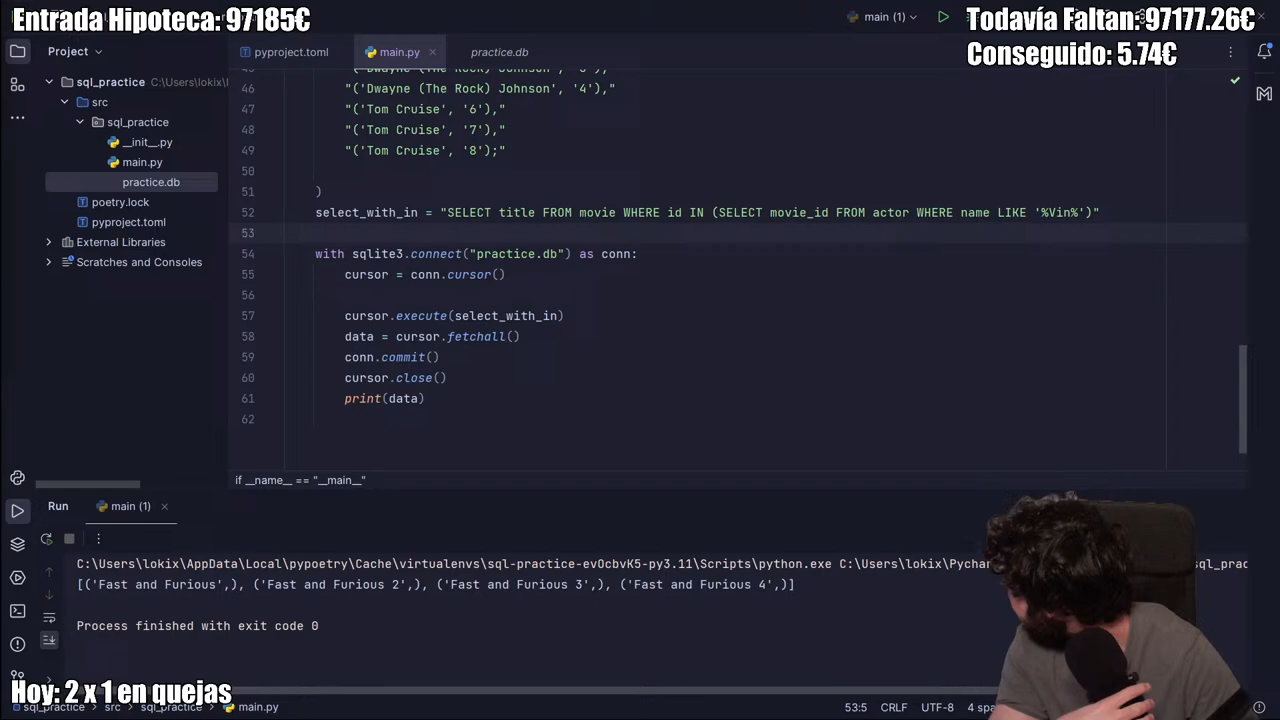 Entrada Hipoteca: 97185€
main (1)
Todavía Faltan: 97177.26€
Conseguido: 5.74€
Project
pyproject.toml
main.py
practice.db
sql_practice C:\Users\lokix\
src
sql_practice
__init__.py
main.py
practice.db
poetry.lock
pyproject.toml
External Libraries
Scratches and Consoles
46 "('Dwayne (The Rock) Johnson', '4'),"
47 "('Tom Cruise', '6'),"
48 "('Tom Cruise', '7'),"
49 "('Tom Cruise', '8');"
50
51 )
52 select_with_in = "SELECT title FROM movie WHERE id IN (SELECT movie_id FROM actor WHERE name LIKE '%Vin%')"
53
54 with sqlite3.connect("practice.db") as conn:
55 cursor = conn.cursor()
56
57 cursor.execute(select_with_in)
58 data = cursor.fetchall()
59 conn.commit()
60 cursor.close()
61 print(data)
62
if __name__ == "__main__"
Run
main (1)
C:\Users\lokix\AppData\Local\pypoetry\Cache\virtualenvs\sql-practice-evOcbvK5-py3.11\Scripts\python.exe C:\Users\lokix\Pychar
sql_prac
[('Fast and Furious',), ('Fast and Furious 2',), ('Fast and Furious 3',), ('Fast and Furious 4',)]
Process finished with exit code 0
Hoy: 2 x 1 en quejas
sql_practice
src
sql_practice
main.py
53:5
CRLF
UTF-8
4 spa